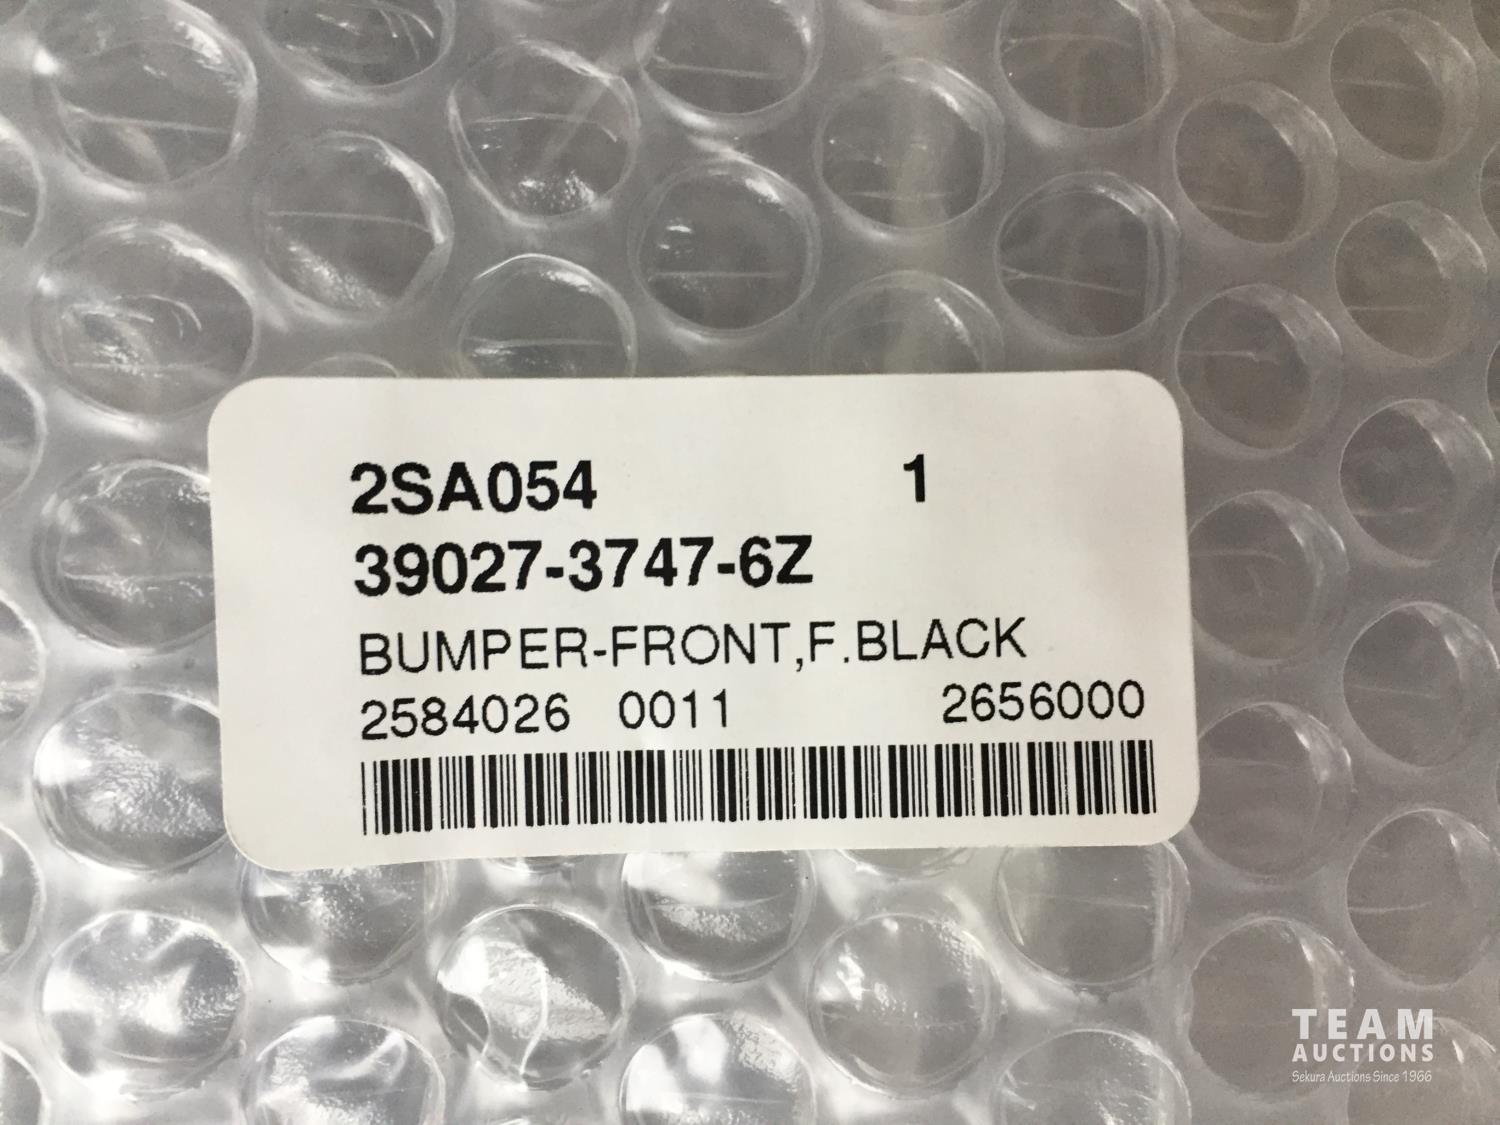 2SA054 1
39027-3747-6Z
BUMPER-FRONT,F.BLACK
2584026 0011 2656000
TEAM
AUCTIONS
Sekura Auctions Since 1966